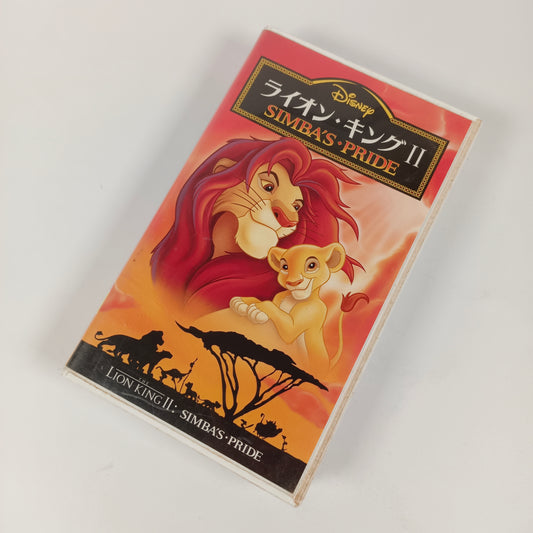 Disney
ライオン・キングII
SIMBA'S・PRIDE
THE
LION KING II: SIMBA'S・PRIDE